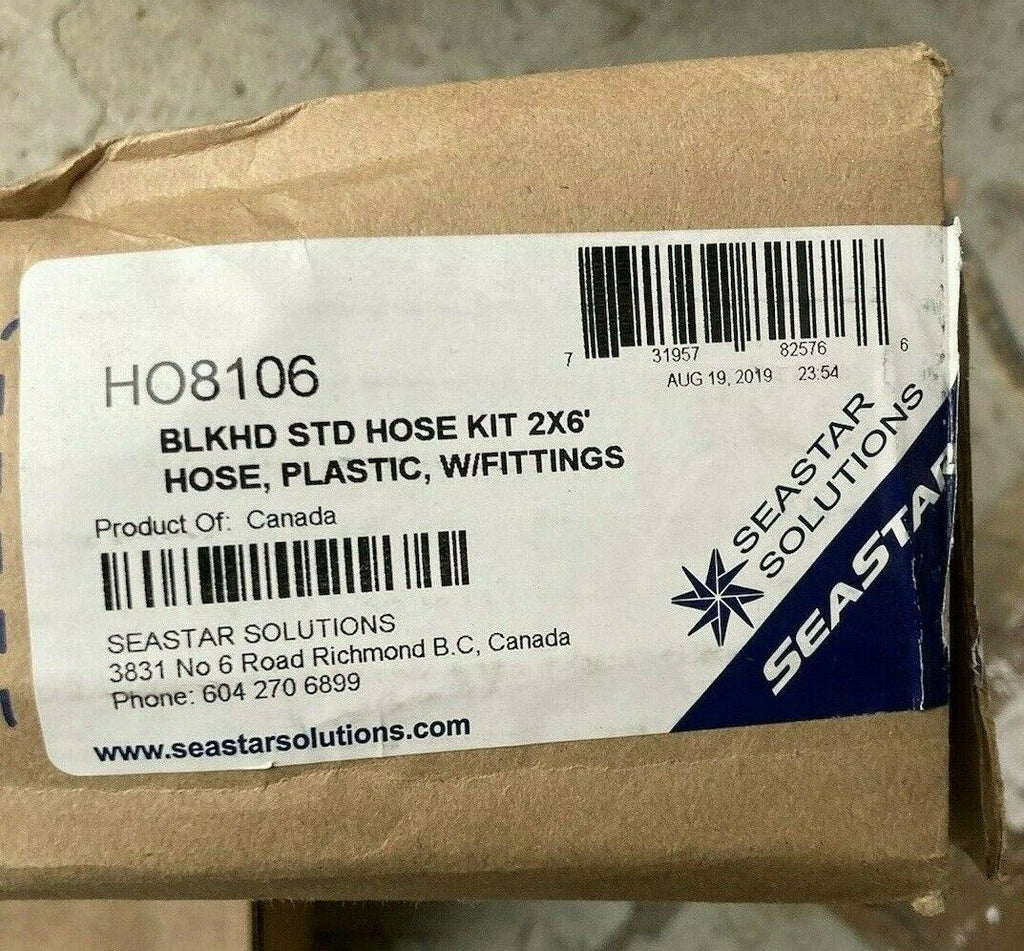 7 31957 82576 6
AUG 19, 2019 23:54
HO8106
BLKHD STD HOSE KIT 2X6'
HOSE, PLASTIC, W/FITTINGS
Product Of: Canada
SEASTAR SOLUTIONS
3831 No 6 Road Richmond B.C, Canada
Phone: 604 270 6899
www.seastarsolutions.com
SEASTAR
SOLUTIONS
SEASTAR